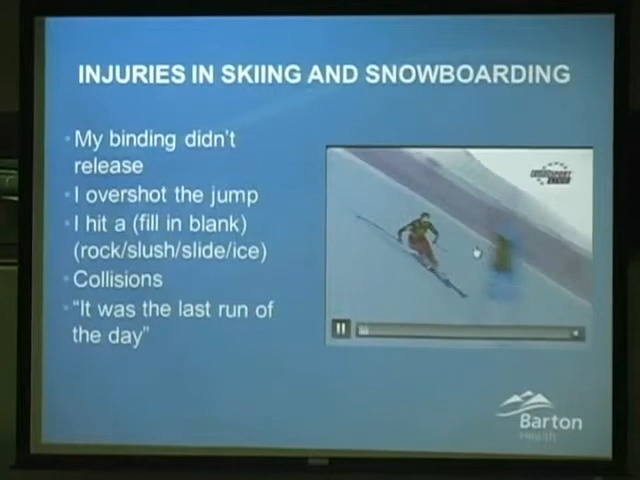 INJURIES IN SKIING AND SNOWBOARDING
My binding didn't
release
I overshot the jump
I hit a (fill in blank)
(rock/slush/slide/ice)
Collisions
"It was the last run of
the day"
Barton
Health